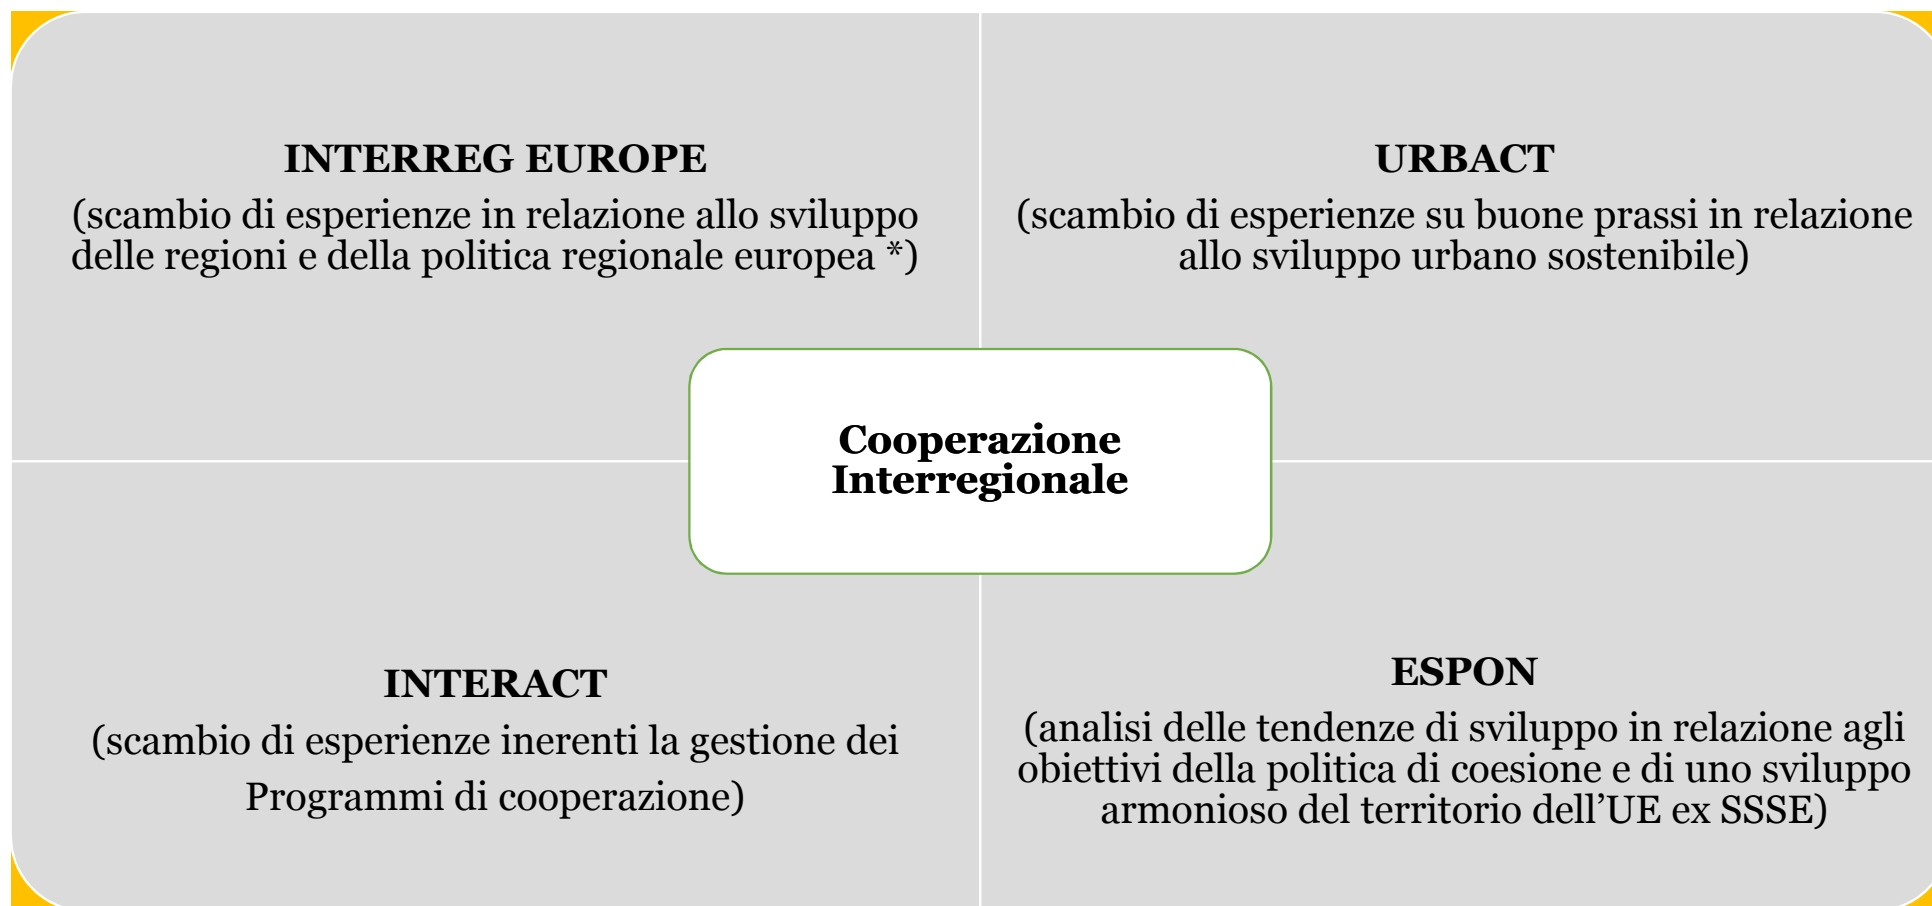 INTERREG EUROPE
(scambio di esperienze in relazione allo sviluppo
delle regioni e della politica regionale europea *)
URBACT
(scambio di esperienze su buone prassi in relazione
allo sviluppo urbano sostenibile)
Cooperazione
Interregionale
INTERACT
(scambio di esperienze inerenti la gestione dei
Programmi di cooperazione)
ESPON
(analisi delle tendenze di sviluppo in relazione agli
obiettivi della politica di coesione e di uno sviluppo
armonioso del territorio dell’UE ex SSSE)